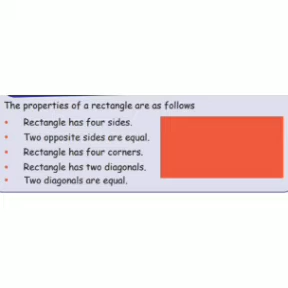 The properties of a rectangle are as follows
• Rectangle has four sides.
• Two opposite sides are equal.
• Rectangle has four corners.
• Rectangle has two diagonals.
• Two diagonals are equal.